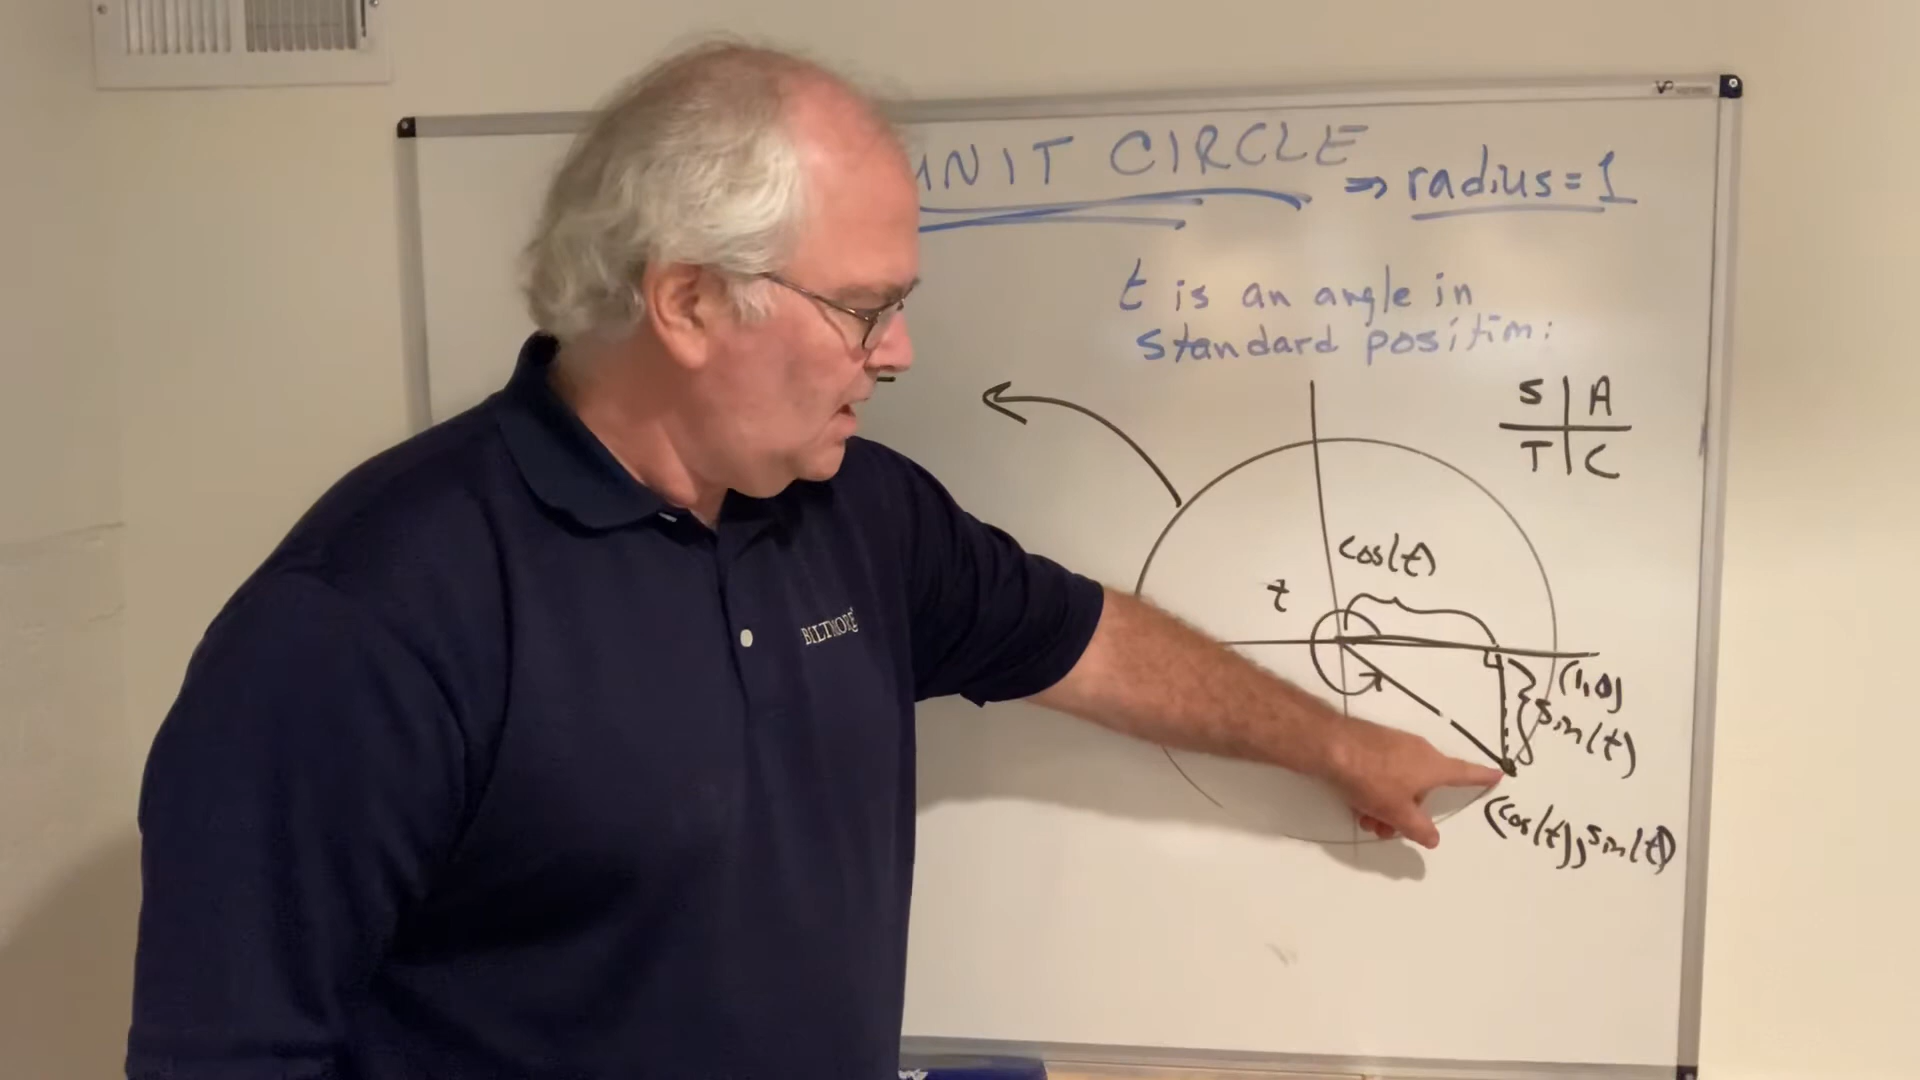 UNIT CIRCLE
⇒ radius = 1
t is an angle in
standard position:
S A
T C
cos(t)
t
(1,0)
sin(t)
(cos(t), sin(t))
BILTMORE